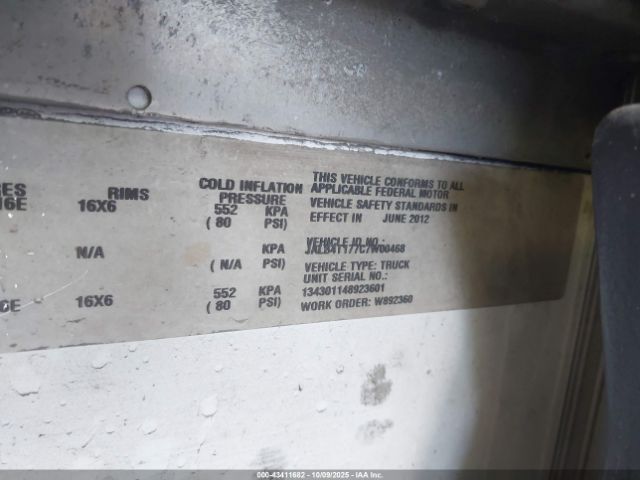 RES RIMS COLD INFLATION PRESSURE
16E 16X6 552 KPA
( 80 PSI)
N/A KPA
( N/A PSI)
CE 16X6 552 KPA
( 80 PSI)
THIS VEHICLE CONFORMS TO ALL
APPLICABLE FEDERAL MOTOR
VEHICLE SAFETY STANDARDS IN
EFFECT IN JUNE 2012
VEHICLE ID NO.:
VEHICLE TYPE: TRUCK
UNIT SERIAL NO.:
134301148923601
WORK ORDER: W892360
000-43411682 - 10/09/2025 - IAA Inc.